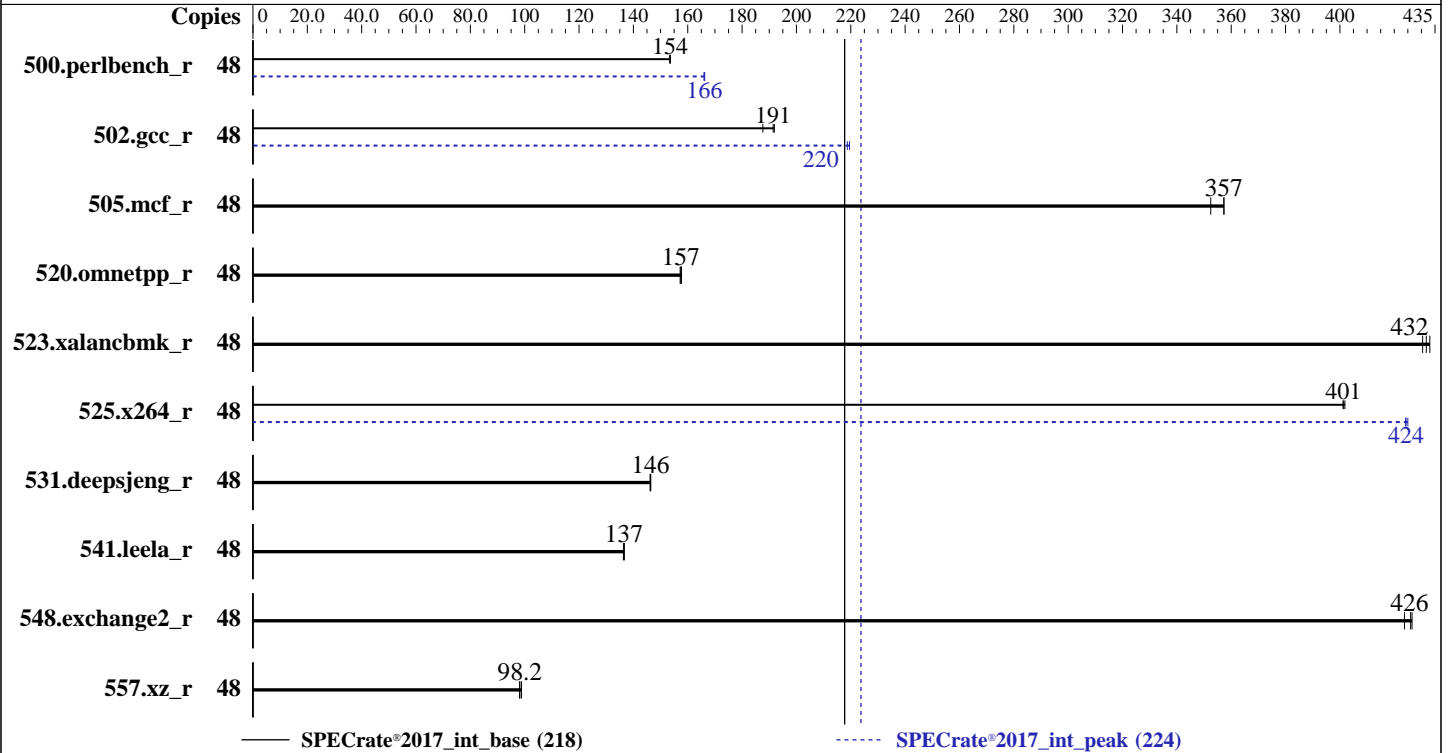 Copies 0 20.0 40.0 60.0 80.0 100 120 140 160 180 200 220 240 260 280 300 320 340 360 380 400 435
154
500.perlbench_r 48
166
191
502.gcc_r 48
220
357
505.mcf_r 48
157
520.omnetpp_r 48
432
523.xalancbmk_r 48
401
525.x264_r 48
424
146
531.deepsjeng_r 48
137
541.leela_r 48
426
548.exchange2_r 48
98.2
557.xz_r 48
SPECrate®2017_int_base (218) SPECrate®2017_int_peak (224)